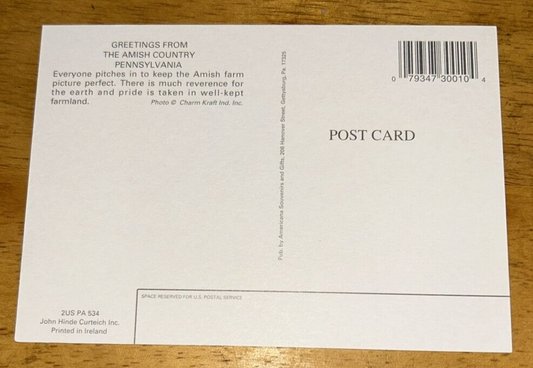 GREETINGS FROM
THE AMISH COUNTRY
PENNSYLVANIA
Everyone pitches in to keep the Amish farm
picture perfect. There is much reverence for
the earth and pride is taken in well-kept
farmland. Photo © Charm Kraft Ind. Inc.
0 79347 30010 4
Pub. by Americana Souvenirs and Gifts, 206 Hanover Street, Gettysburg, Pa. 17325
POST CARD
SPACE RESERVED FOR U.S. POSTAL SERVICE
2US PA 534
John Hinde Curteich Inc.
Printed in Ireland